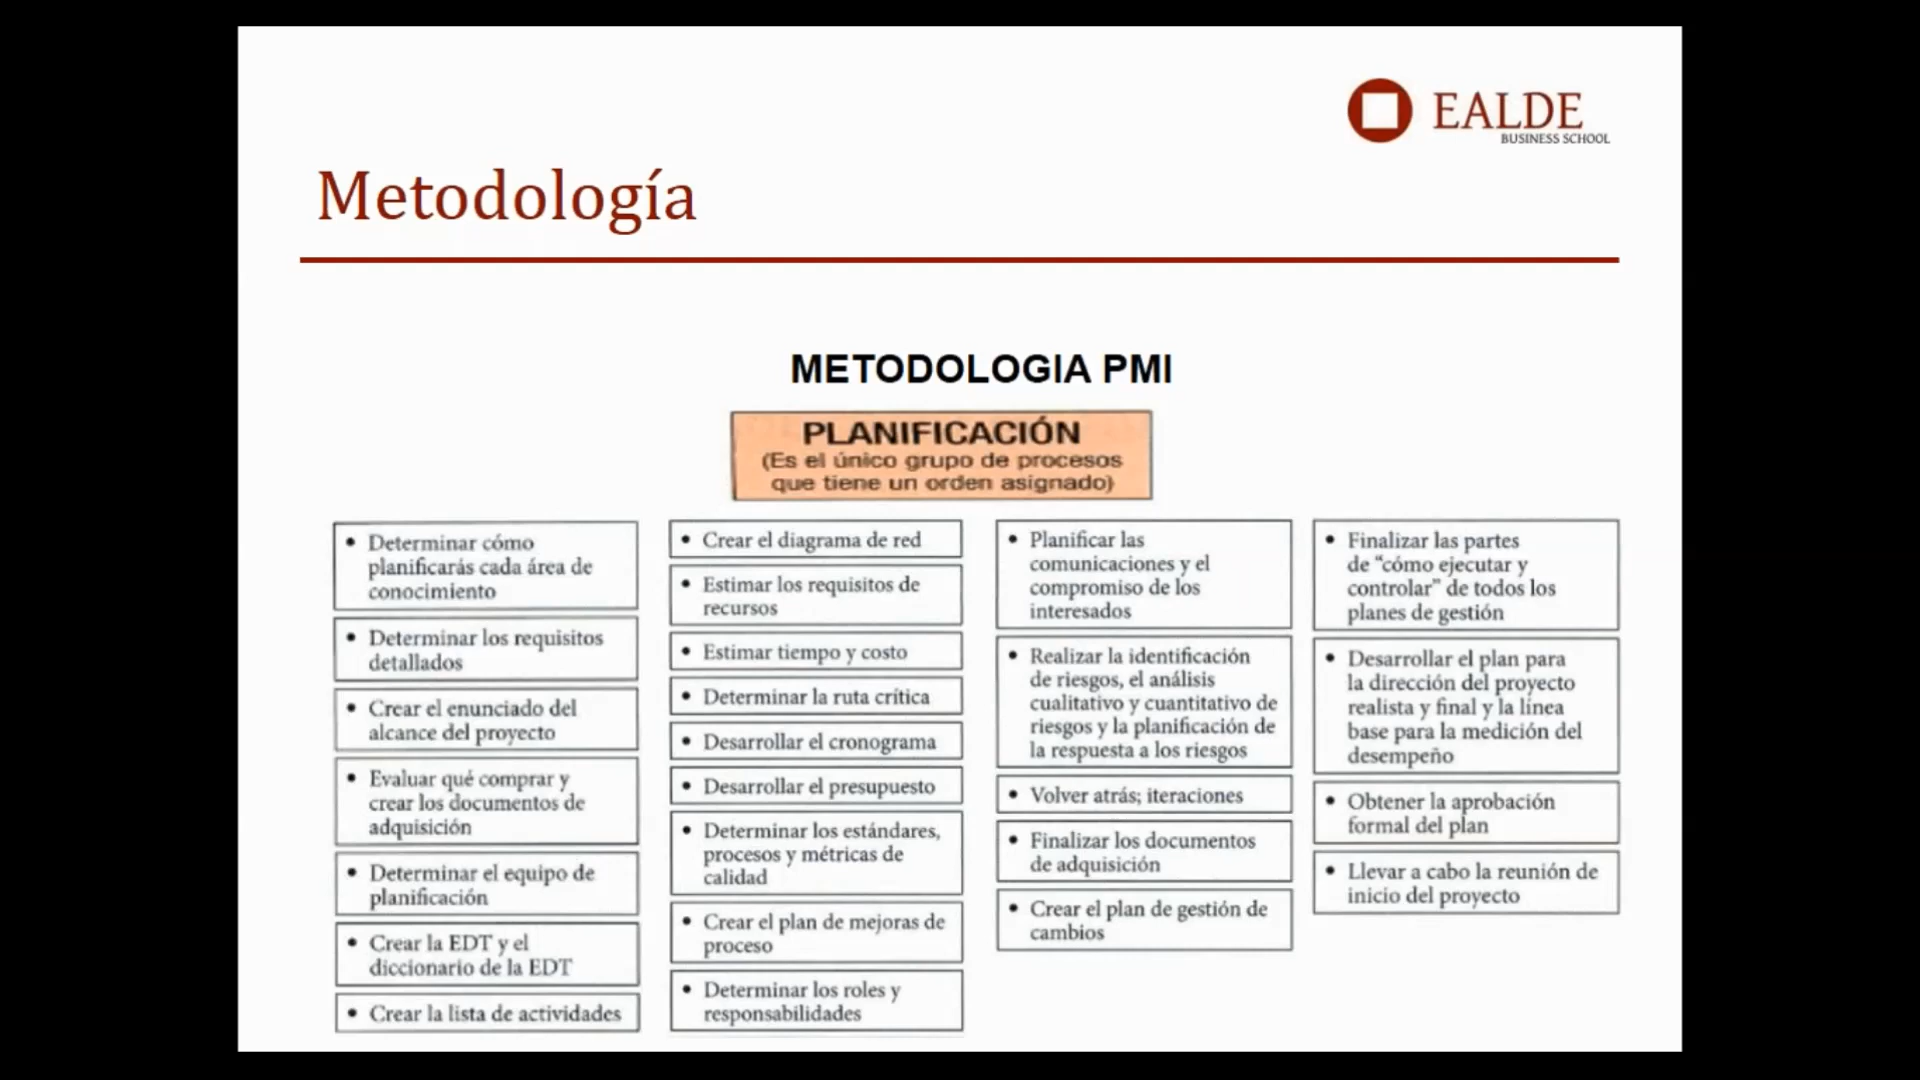 EALDE
BUSINESS SCHOOL
Metodología
METODOLOGIA PMI
PLANIFICACIÓN
(Es el único grupo de procesos
que tiene un orden asignado)
• Determinar cómo
planificarás cada área de
conocimiento
• Determinar los requisitos
detallados
• Crear el enunciado del
alcance del proyecto
• Evaluar qué comprar y
crear los documentos de
adquisición
• Determinar el equipo de
planificación
• Crear la EDT y el
diccionario de la EDT
• Crear la lista de actividades
• Crear el diagrama de red
• Estimar los requisitos de
recursos
• Estimar tiempo y costo
• Determinar la ruta crítica
• Desarrollar el cronograma
• Desarrollar el presupuesto
• Determinar los estándares,
procesos y métricas de
calidad
• Crear el plan de mejoras de
proceso
• Determinar los roles y
responsabilidades
• Planificar las
comunicaciones y el
compromiso de los
interesados
• Realizar la identificación
de riesgos, el análisis
cualitativo y cuantitativo de
riesgos y la planificación de
la respuesta a los riesgos
• Volver atrás; iteraciones
• Finalizar los documentos
de adquisición
• Crear el plan de gestión de
cambios
• Finalizar las partes
de “cómo ejecutar y
controlar” de todos los
planes de gestión
• Desarrollar el plan para
la dirección del proyecto
realista y final y la línea
base para la medición del
desempeño
• Obtener la aprobación
formal del plan
• Llevar a cabo la reunión de
inicio del proyecto